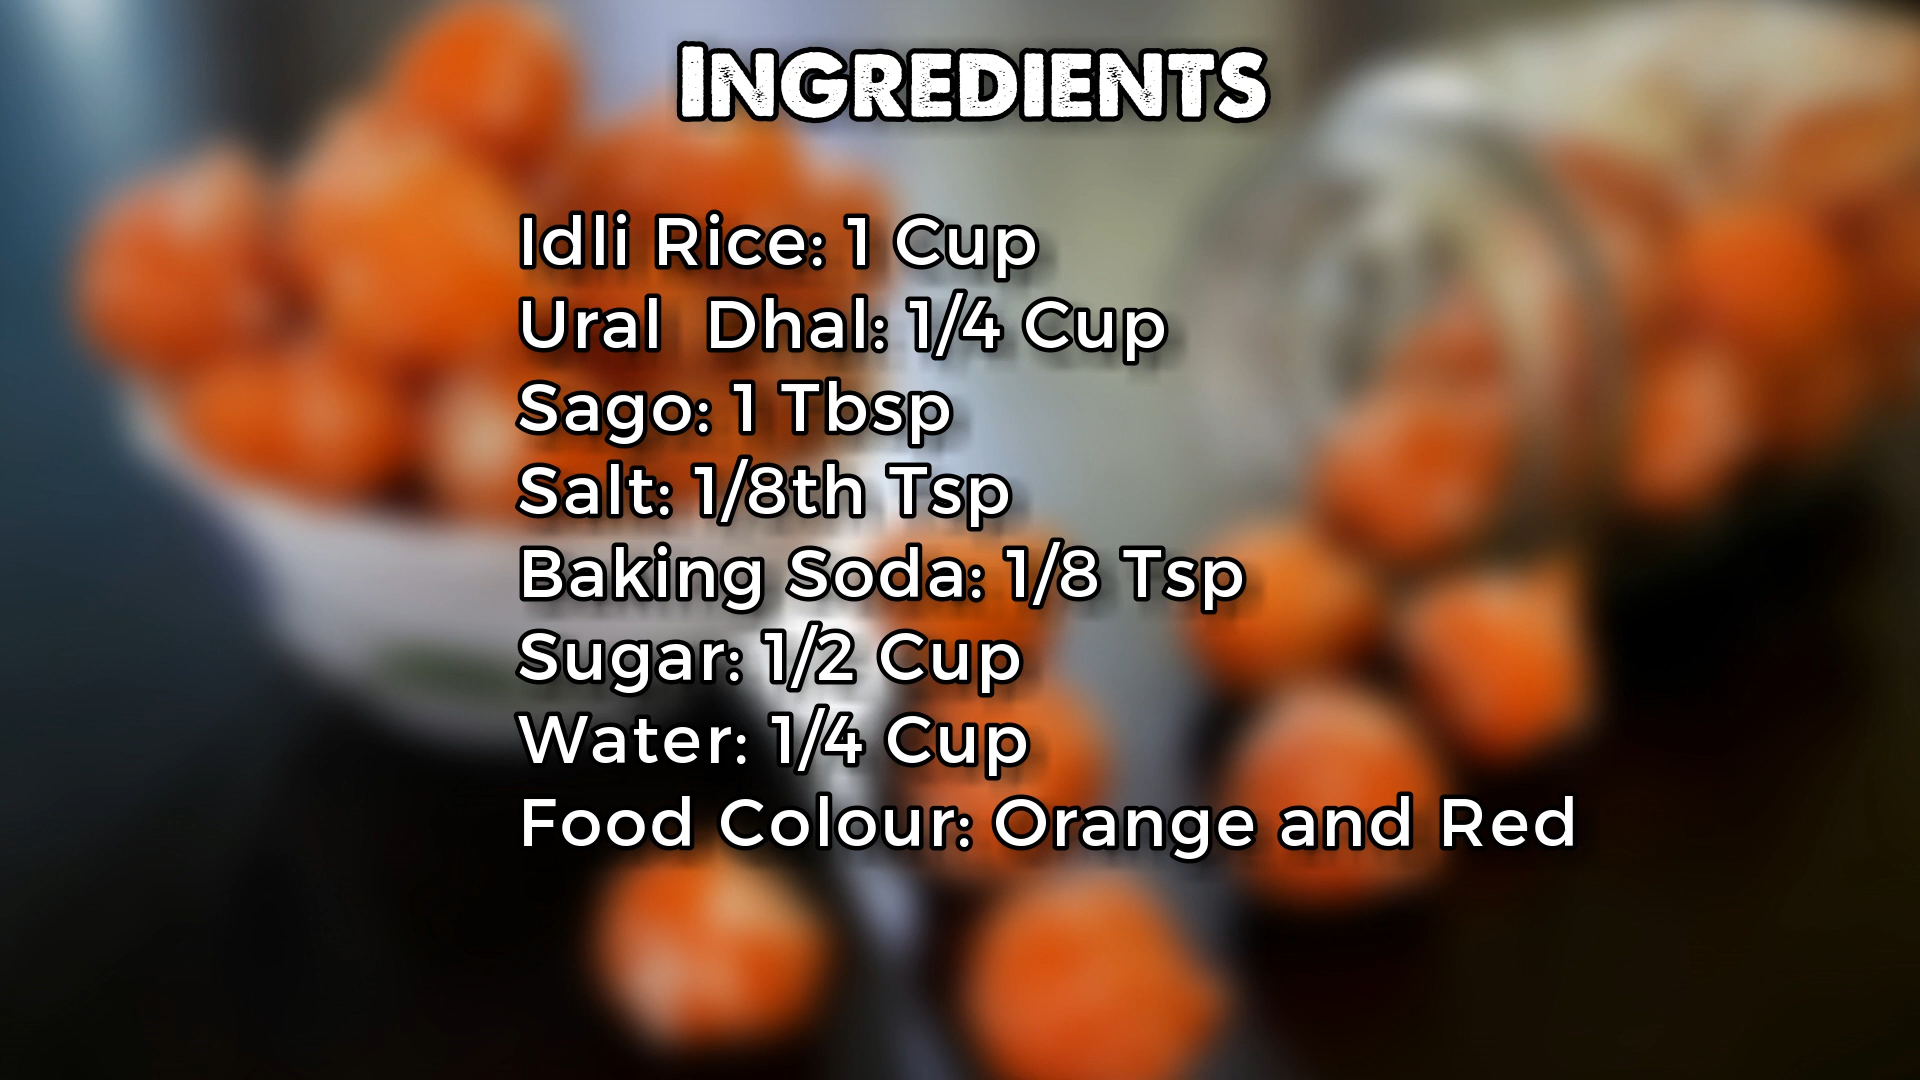 Ingredients
Idli Rice: 1 Cup
Ural Dhal: 1/4 Cup
Sago: 1 Tbsp
Salt: 1/8th Tsp
Baking Soda: 1/8 Tsp
Sugar: 1/2 Cup
Water: 1/4 Cup
Food Colour: Orange and Red